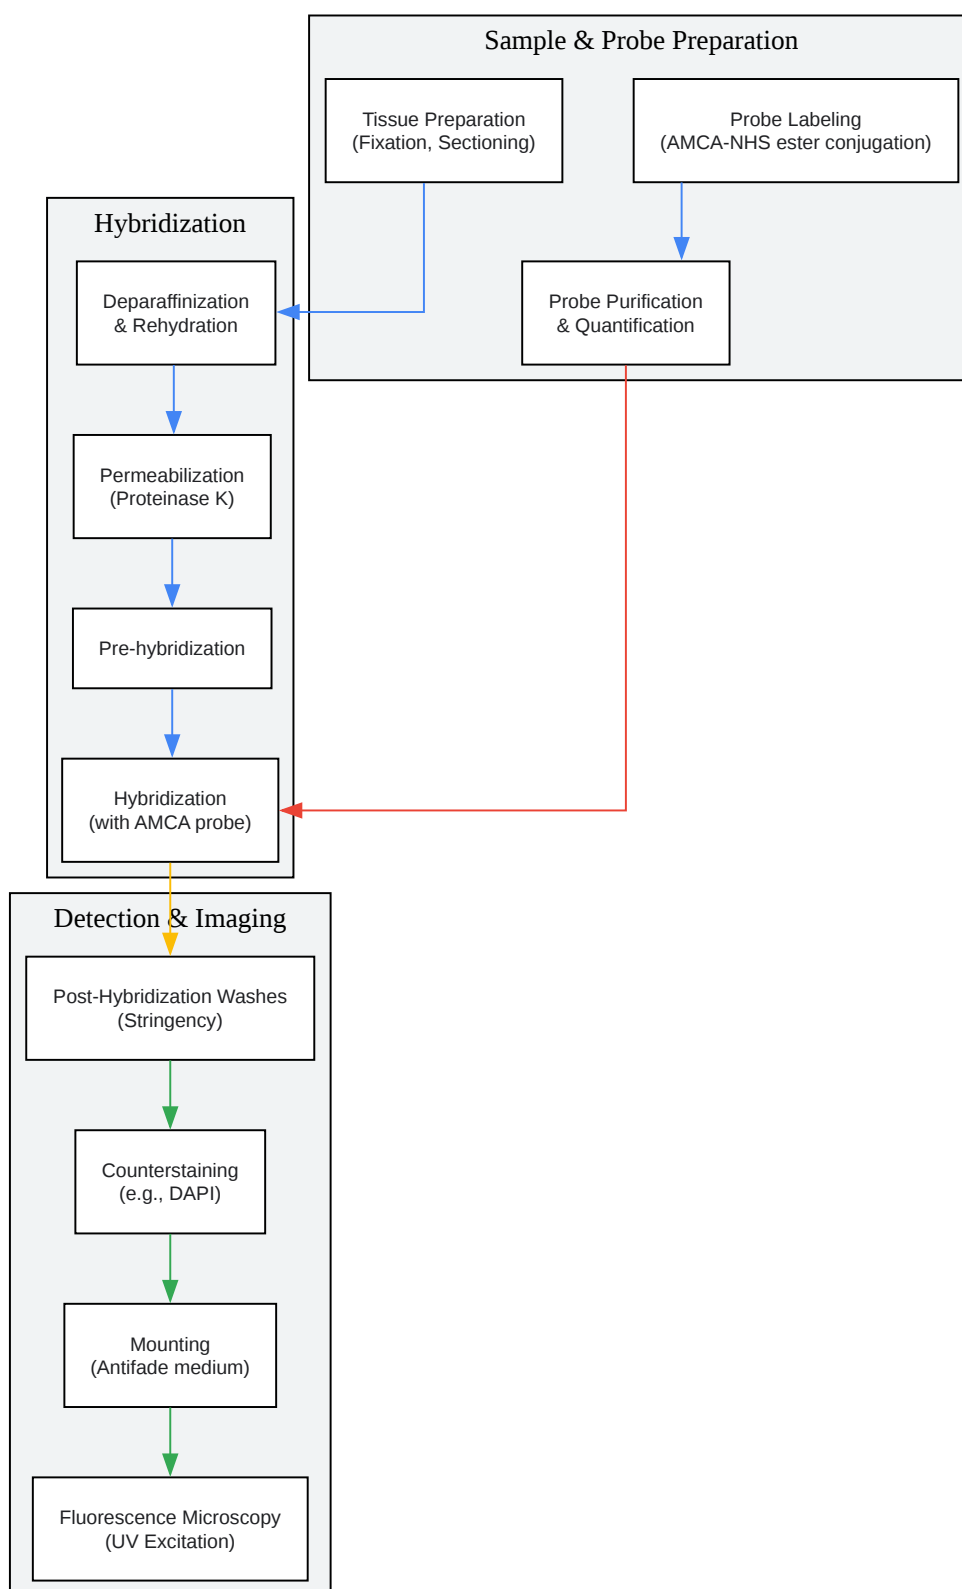 Sample & Probe Preparation
Tissue Preparation
(Fixation, Sectioning)
Probe Labeling
(AMCA-NHS ester conjugation)
Probe Purification
& Quantification
Hybridization
Deparaffinization
& Rehydration
Permeabilization
(Proteinase K)
Pre-hybridization
Hybridization
(with AMCA probe)
Detection & Imaging
Post-Hybridization Washes
(Stringency)
Counterstaining
(e.g., DAPI)
Mounting
(Antifade medium)
Fluorescence Microscopy
(UV Excitation)